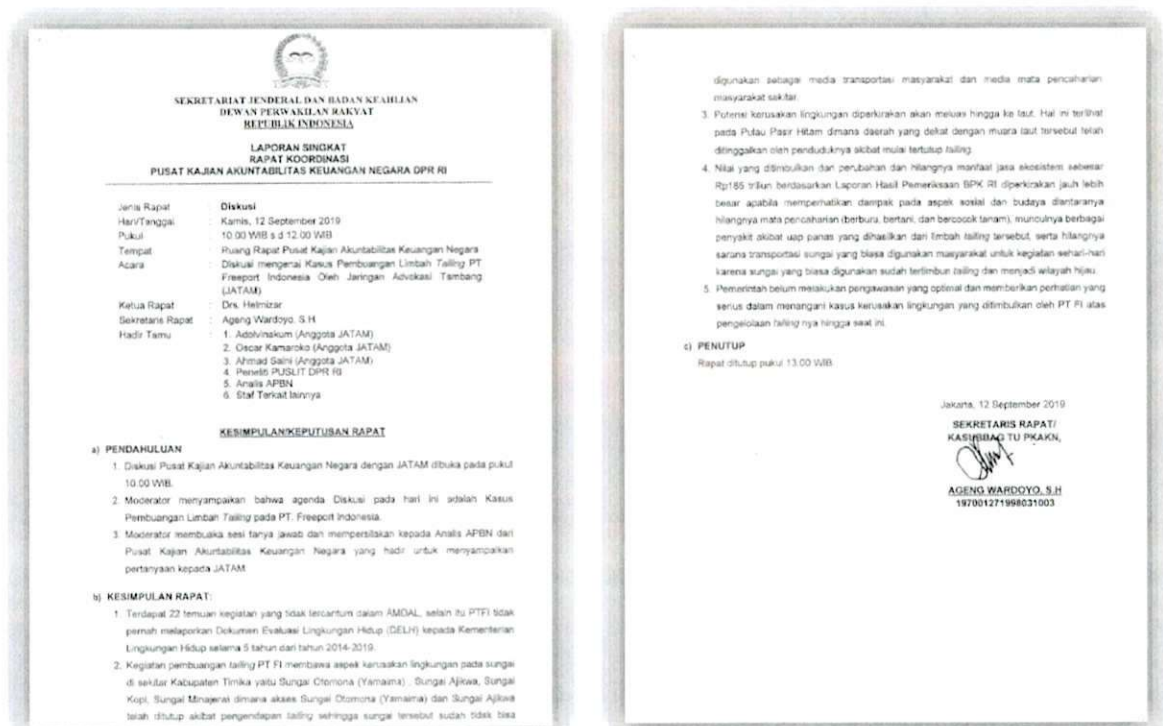 SEKRETARIAT JENDERAL DAN BADAN KEAHLIAN
DEWAN PERWAKILAN RAKYAT
REPUBLIK INDONESIA
LAPORAN SINGKAT
RAPAT KOORDINASI
PUSAT KAJIAN AKUNTABILITAS KEUANGAN NEGARA DPR RI
Jenis Rapat : Diskusi
Hari/Tanggal : Kamis, 12 September 2019
Pukul : 10.00 WIB s.d 12.00 WIB
Tempat : Ruang Rapat Pusat Kajian Akuntabilitas Keuangan Negara
Acara : Diskusi mengenai Kasus Pembuangan Limbah Tailing PT
Freeport Indonesia Oleh Jaringan Advokasi Tambang
(JATAM)
Ketua Rapat : Drs. Helmizar
Sekretaris Rapat : Ageng Wardoyo, S.H
Hadir Tamu : 1. Adolvinakum (Anggota JATAM)
2. Oscar Kamaroko (Anggota JATAM)
3. Ahmad Saini (Anggota JATAM)
4. Peneliti PUSLIT DPR RI
5. Analis APBN
6. Staf Terkait lainnya
KESIMPULAN/KEPUTUSAN RAPAT
a) PENDAHULUAN
1. Diskusi Pusat Kajian Akuntabilitas Keuangan Negara dengan JATAM dibuka pada pukul
10.00 WIB.
2. Moderator menyampaikan bahwa agenda Diskusi pada hari ini adalah Kasus
Pembuangan Limbah Tailing pada PT. Freeport Indonesia.
3. Moderator membuka sesi tanya jawab dan mempersilakan kepada Analis APBN dari
Pusat Kajian Akuntabilitas Keuangan Negara yang hadir untuk menyampaikan
pertanyaan kepada JATAM.
b) KESIMPULAN RAPAT:
1. Terdapat 22 temuan kegiatan yang tidak tercantum dalam AMDAL, selain itu PTFI tidak
pernah melaporkan Dokumen Evaluasi Lingkungan Hidup (DELH) kepada Kementerian
Lingkungan Hidup selama 5 tahun dari tahun 2014-2019.
2. Kegiatan pembuangan tailing PT FI membawa aspek kerusakan lingkungan pada sungai
di sekitar Kabupaten Timika yaitu Sungai Otomona (Yamaima) , Sungai Ajikwa, Sungai
Kopi, Sungai Minajerai dimana akses Sungai Otomona (Yamaima) dan Sungai Ajikwa
telah ditutup akibat pengendapan tailing sehingga sungai tersebut sudah tidak bisa
digunakan sebagai media transportasi masyarakat dan media mata pencaharian
masyarakat sekitar.
3. Potensi kerusakan lingkungan diperkirakan akan meluas hingga ke laut. Hal ini terlihat
pada Pulau Pasir Hitam dimana daerah yang dekat dengan muara laut tersebut telah
ditinggalkan oleh penduduknya akibat mulai tertutup tailing.
4. Nilai yang ditimbulkan dari perubahan dan hilangnya manfaat jasa ekosistem sebesar
Rp185 triliun berdasarkan Laporan Hasil Pemeriksaan BPK RI diperkirakan jauh lebih
besar apabila memperhatikan dampak pada aspek sosial dan budaya diantaranya
hilangnya mata pencaharian (berburu, bertani, dan bercocok tanam), munculnya berbagai
penyakit akibat uap panas yang dihasilkan dari limbah tailing tersebut, serta hilangnya
sarana transportasi sungai yang biasa digunakan masyarakat untuk kegiatan sehari-hari
karena sungai yang biasa digunakan sudah tertimbun tailing dan menjadi wilayah hijau.
5. Pemerintah belum melakukan pengawasan yang optimal dan memberikan perhatian yang
serius dalam menangani kasus kerusakan lingkungan yang ditimbulkan oleh PT FI atas
pengelolaan tailing nya hingga saat ini.
c) PENUTUP
Rapat ditutup pukul 13.00 WIB.
Jakarta, 12 September 2019
SEKRETARIS RAPAT/
KASUBBAG TU PKAKN,
AGENG WARDOYO, S.H
197001271998031003